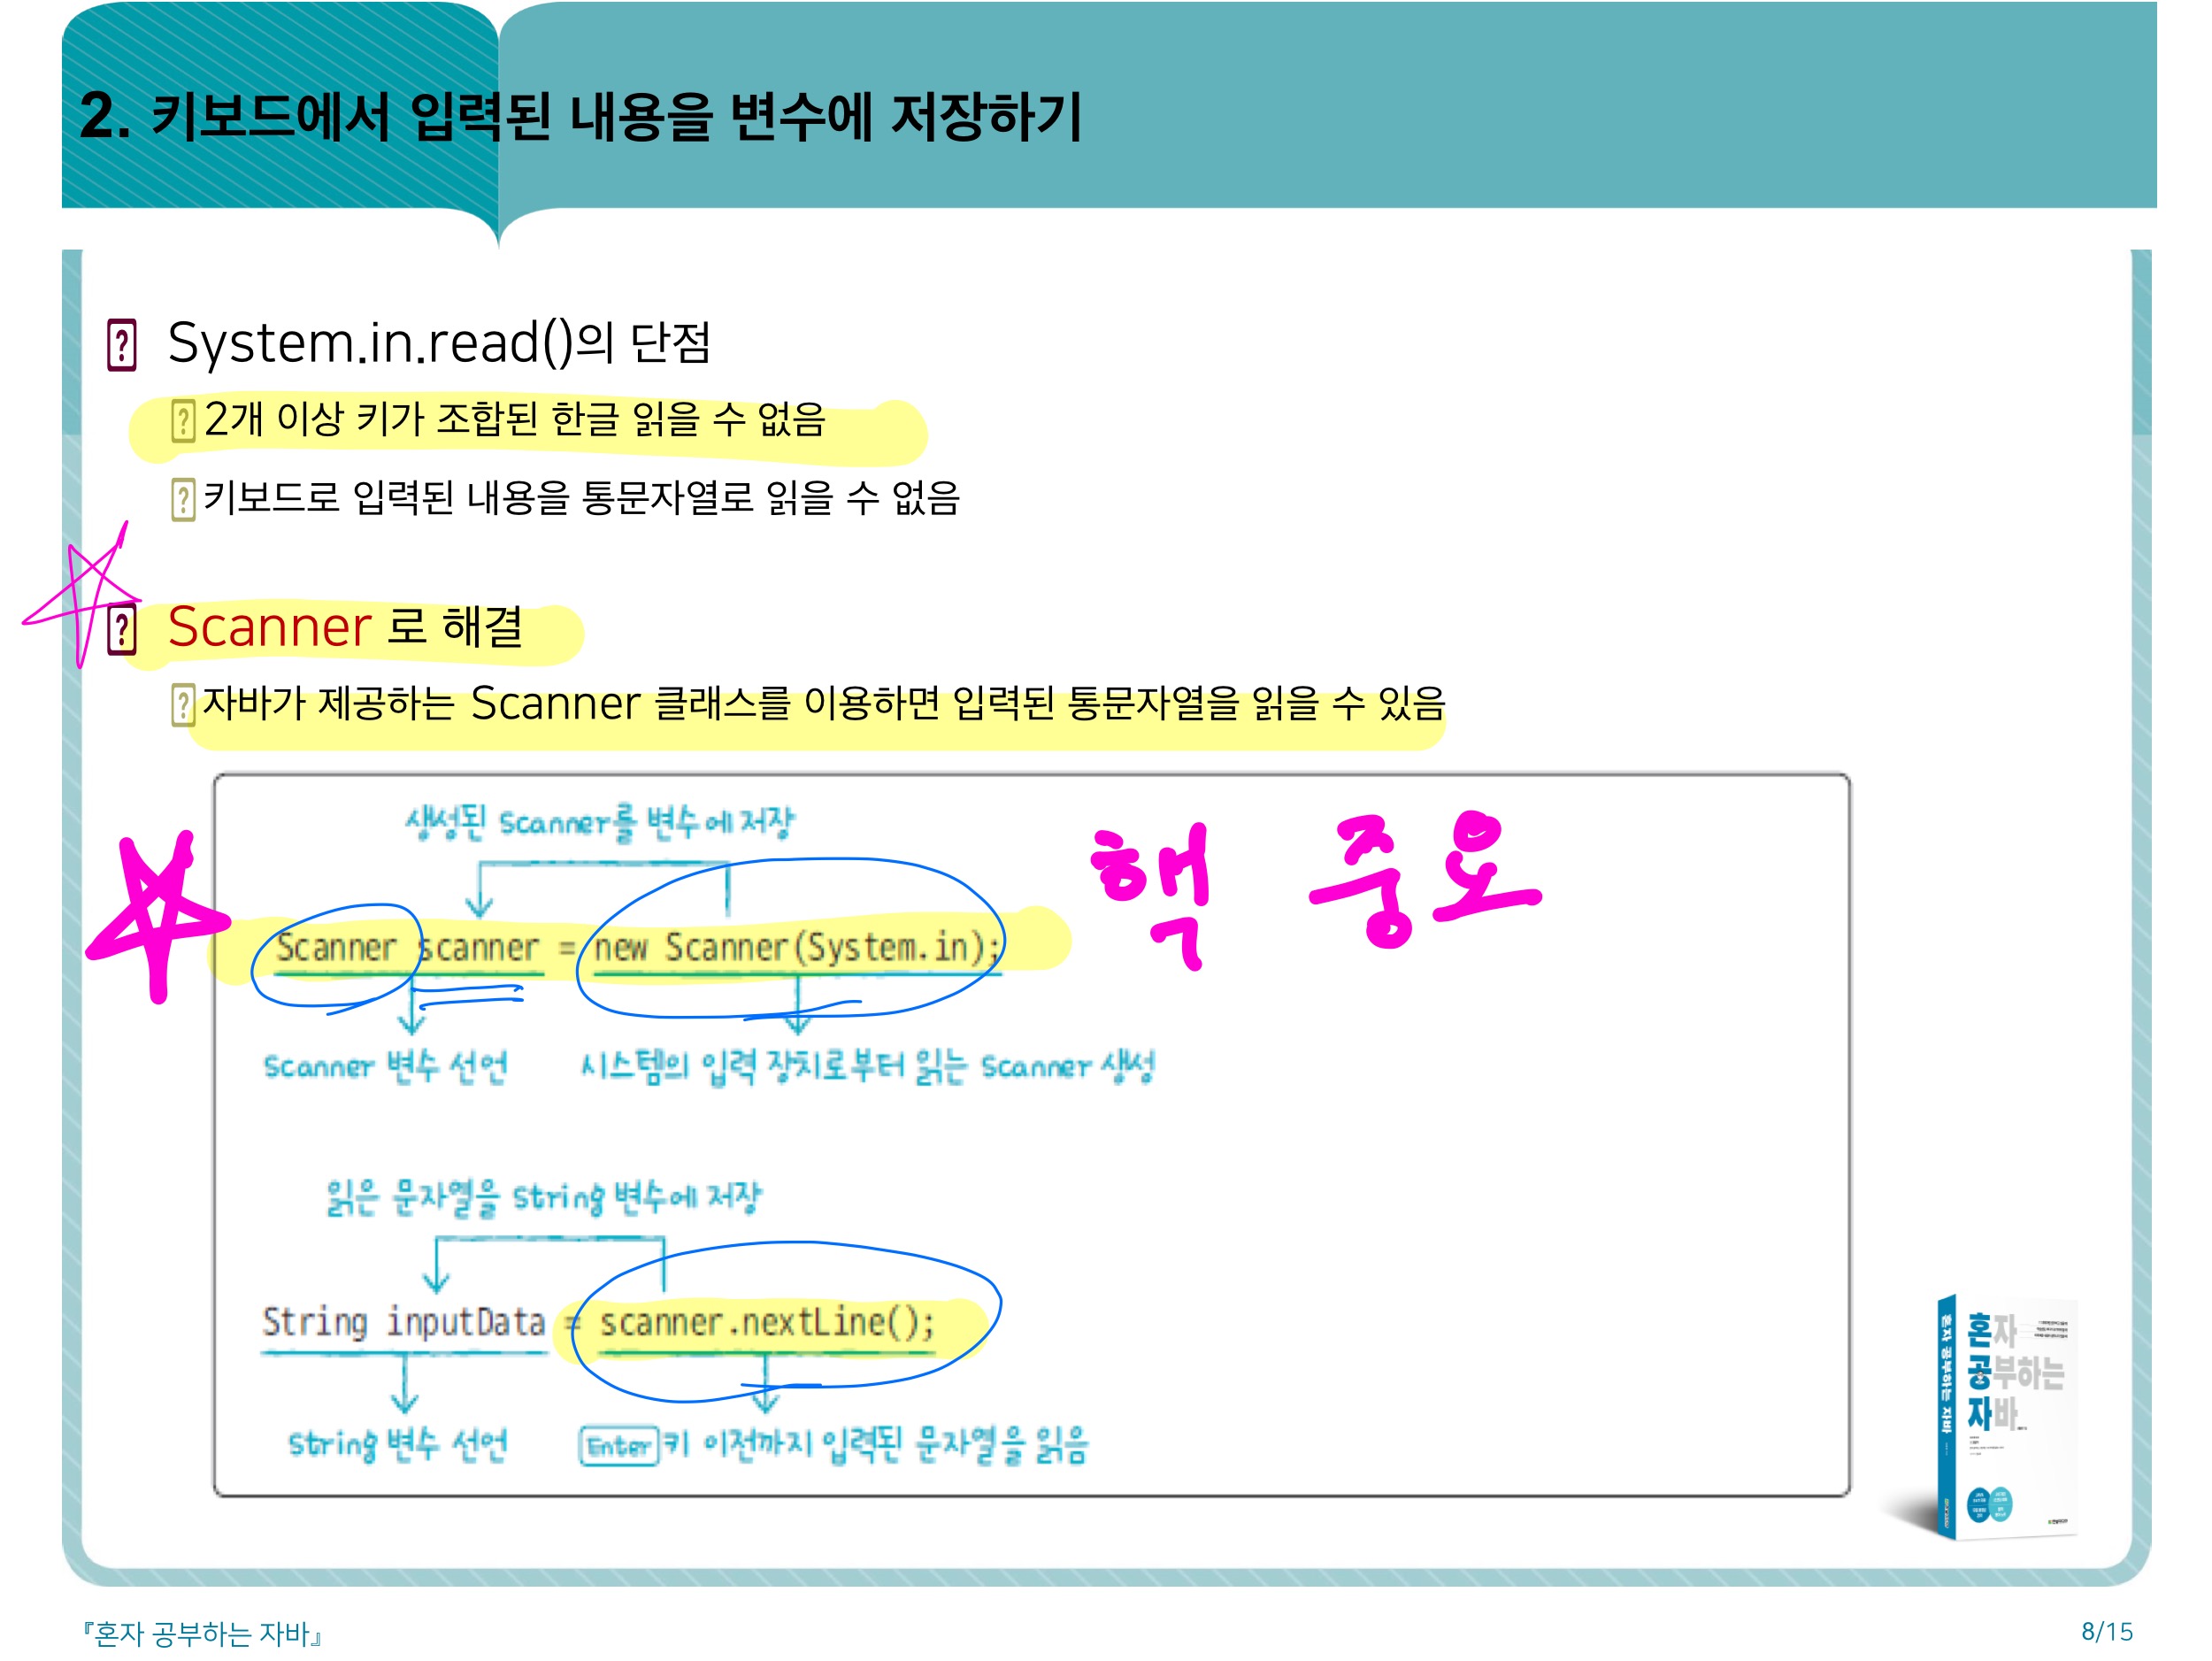 2. 키보드에서 입력된 내용을 변수에 저장하기
System.in.read()의 단점
2개 이상 키가 조합된 한글 읽을 수 없음
키보드로 입력된 내용을 통문자열로 읽을 수 없음
Scanner 로 해결
자바가 제공하는 Scanner 클래스를 이용하면 입력된 통문자열을 읽을 수 있음
생성된 Scanner를 변수에 저장
핵 중요
Scanner scanner = new Scanner(System.in);
Scanner 변수 선언
시스템의 입력 장치로부터 읽는 Scanner 생성
읽은 문자열을 String 변수에 저장
String inputData = scanner.nextLine();
String 변수 선언
Enter 키 이전까지 입력된 문자열을 읽음
혼자 공부하는 자바
혼자
공부하는
자바
『혼자 공부하는 자바』
8/15